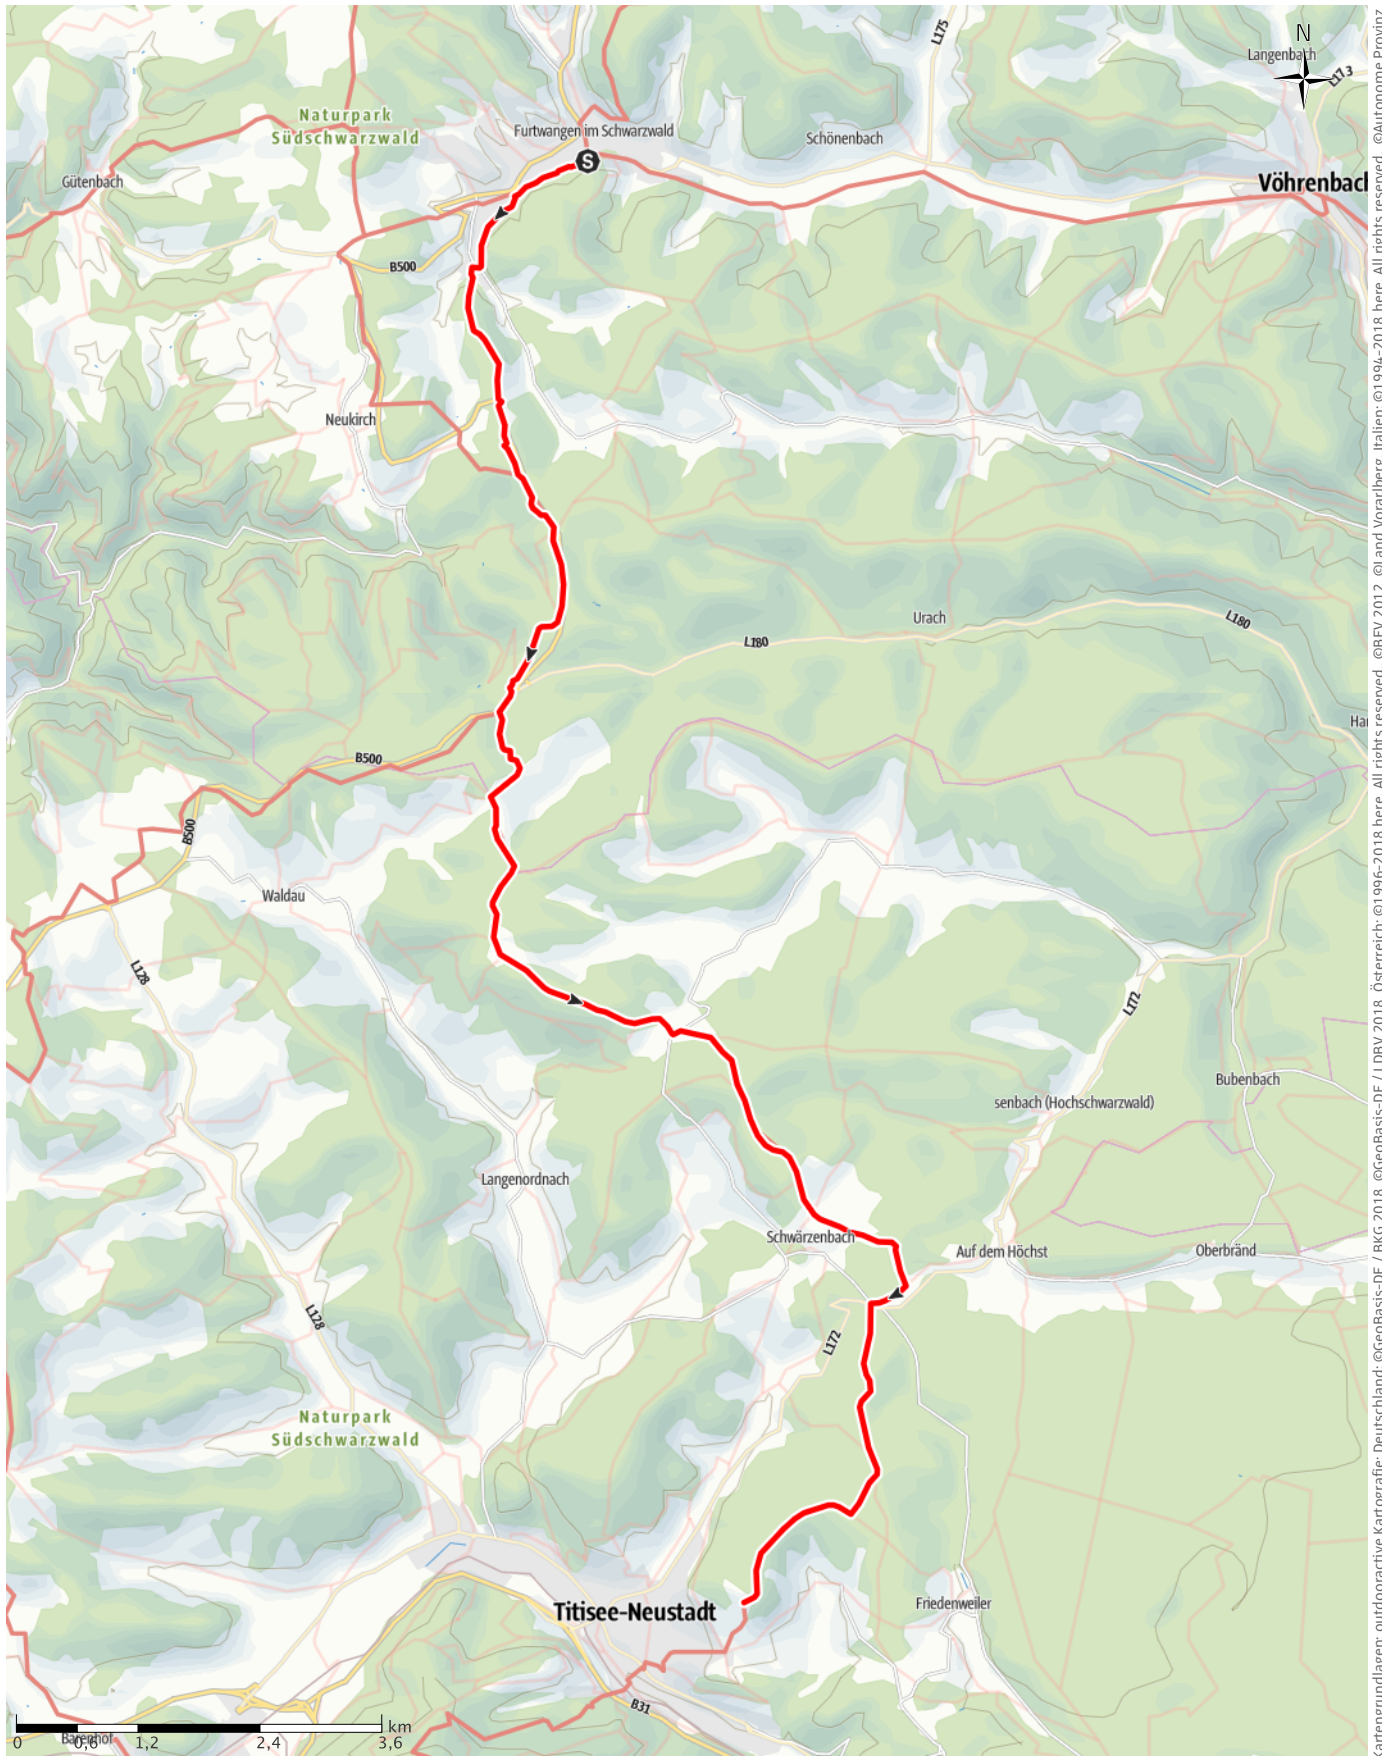 N
L175
Langenbach
L173
Naturpark
Südschwarzwald
Furtwangen im Schwarzwald
Schönenbach
S
Gütenbach
Vöhrenbach
B500
Neukirch
Urach
L180
L180
B500
B500
Waldau
L128
L172
Bubenbach
senbach (Hochschwarzwald)
Langenordnach
Schwärzenbach
Auf dem Höchst
Oberbränd
L128
L172
Naturpark
Südschwarzwald
Titisee-Neustadt
Friedenweiler
B31
Bärenhof
km
0 0,6 1,2 2,4 3,6
artengrundlagen: outdooractive Kartografie; Deutschland: ©GeoBasis-DE / BKG 2018, ©GeoBasis-DE / LDBV 2018, Österreich: ©1996-2018 here. All rights reserved., ©BEV 2012, ©Land Vorarlberg, Italien: ©1994-2018 here. All rights reserved., ©Autonome Provinz